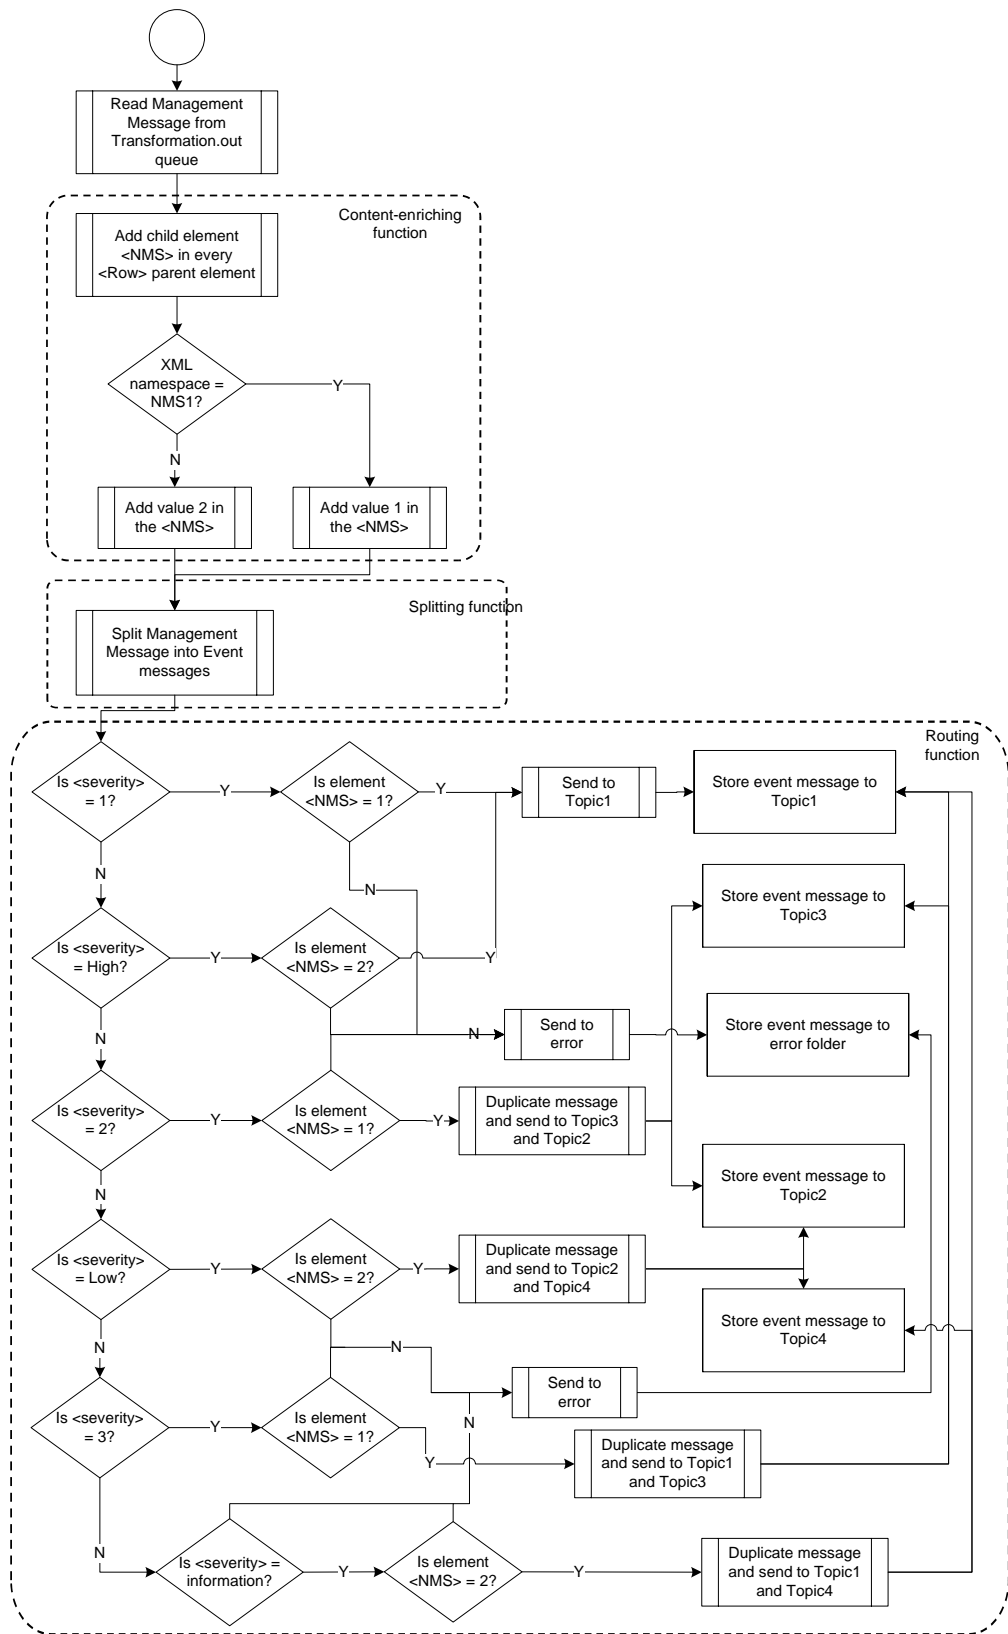 Read Management
Message from
Transformation.out
queue
Content-enriching
function
Add child element
<NMS> in every
<Row> parent element
XML
namespace =
NMS1?
Y
N
Add value 2 in
the <NMS>
Add value 1 in
the <NMS>
Splitting function
Split Management
Message into Event
messages
Routing
function
Is <severity>
= 1?
Y
Is element
<NMS> = 1?
Y
Send to
Topic1
Store event message to
Topic1
N
N
Store event message to
Topic3
Is <severity>
= High?
Y
Is element
<NMS> = 2?
Y
N
N
Send to
error
Store event message to
error folder
Is <severity>
= 2?
Y
Is element
<NMS> = 1?
Y
Duplicate message
and send to Topic3
and Topic2
Store event message to
Topic2
N
Is <severity>
= Low?
Y
Is element
<NMS> = 2?
Y
Duplicate message
and send to Topic2
and Topic4
Store event message to
Topic4
N
N
Send to
error
Is <severity>
= 3?
Y
Is element
<NMS> = 1?
N
Y
Duplicate message
and send to Topic1
and Topic3
N
Is <severity> =
information?
Y
Is element
<NMS> = 2?
Y
Duplicate message
and send to Topic1
and Topic4